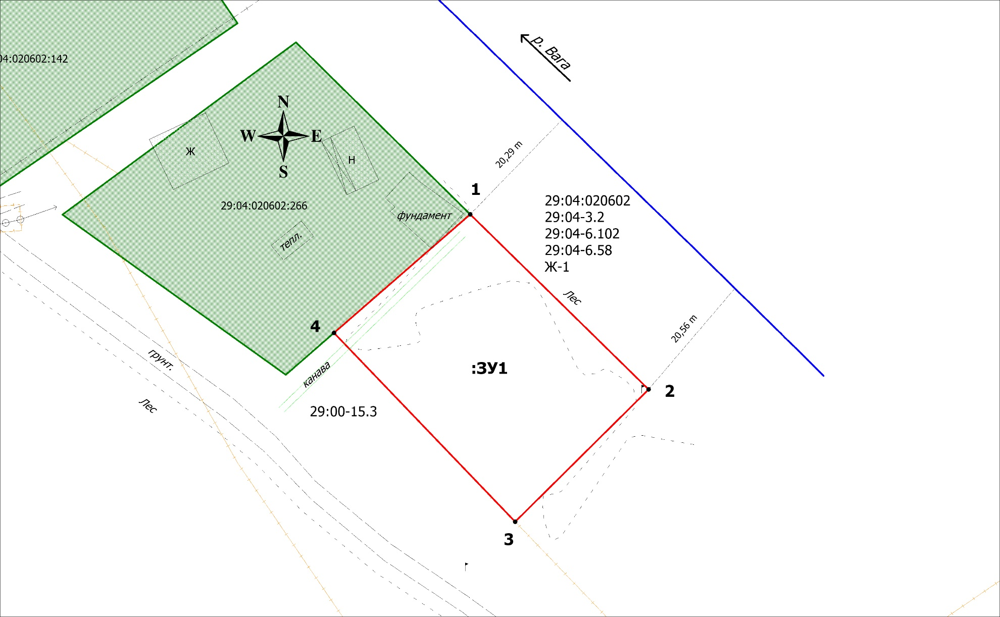 04:020602:142
р. Вага
N
W E
S
Ж
Н
20,29 m
1
29:04:020602
29:04-3.2
29:04-6.102
29:04-6.58
Ж-1
29:04:020602:266
фундамент
тепл.
Лес
20,56 m
4
грунт.
канава
:ЗУ1
2
Лес
29:00-15.3
3